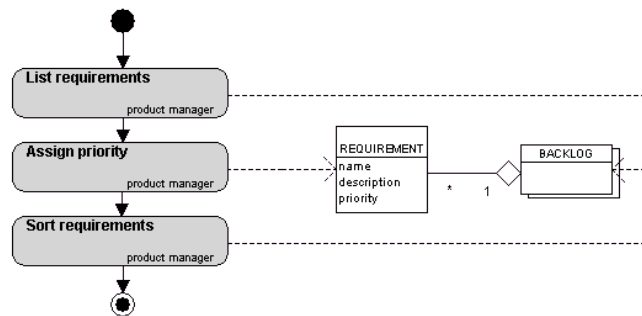 List requirements
product manager
Assign priority
product manager
Sort requirements
product manager
REQUIREMENT
name
description
priority
* 1
BACKLOG